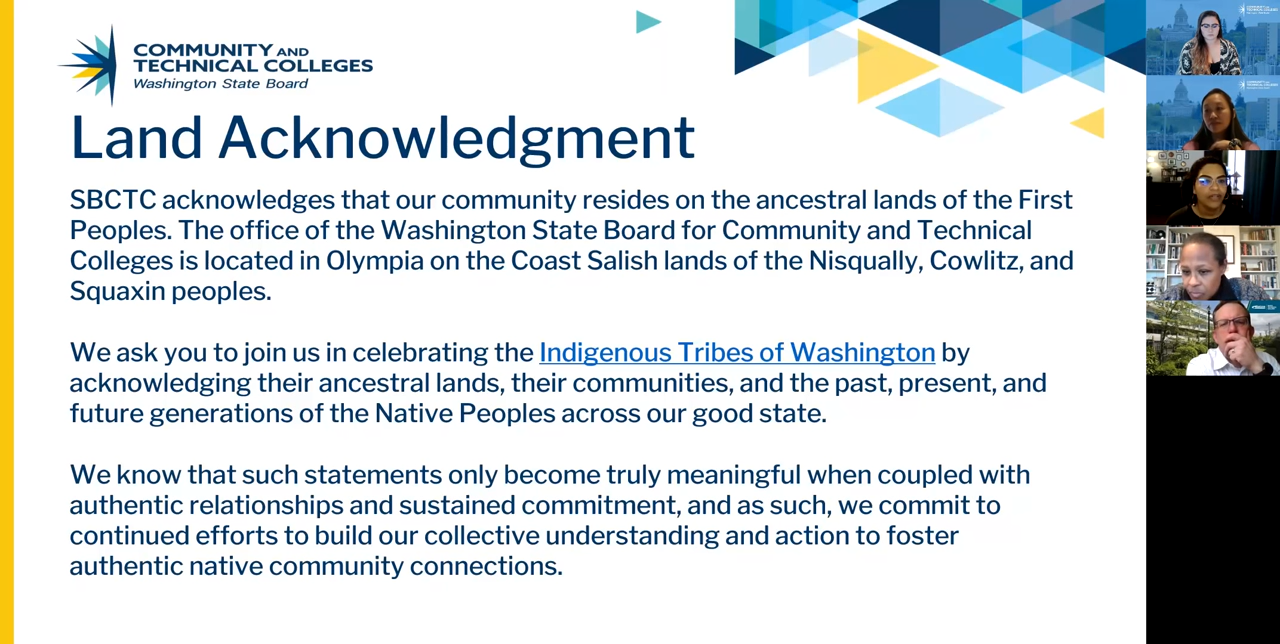 COMMUNITY AND
TECHNICAL COLLEGES
Washington State Board
Land Acknowledgment
SBCTC acknowledges that our community resides on the ancestral lands of the First
Peoples. The office of the Washington State Board for Community and Technical
Colleges is located in Olympia on the Coast Salish lands of the Nisqually, Cowlitz, and
Squaxin peoples.
We ask you to join us in celebrating the Indigenous Tribes of Washington by
acknowledging their ancestral lands, their communities, and the past, present, and
future generations of the Native Peoples across our good state.
We know that such statements only become truly meaningful when coupled with
authentic relationships and sustained commitment, and as such, we commit to
continued efforts to build our collective understanding and action to foster
authentic native community connections.